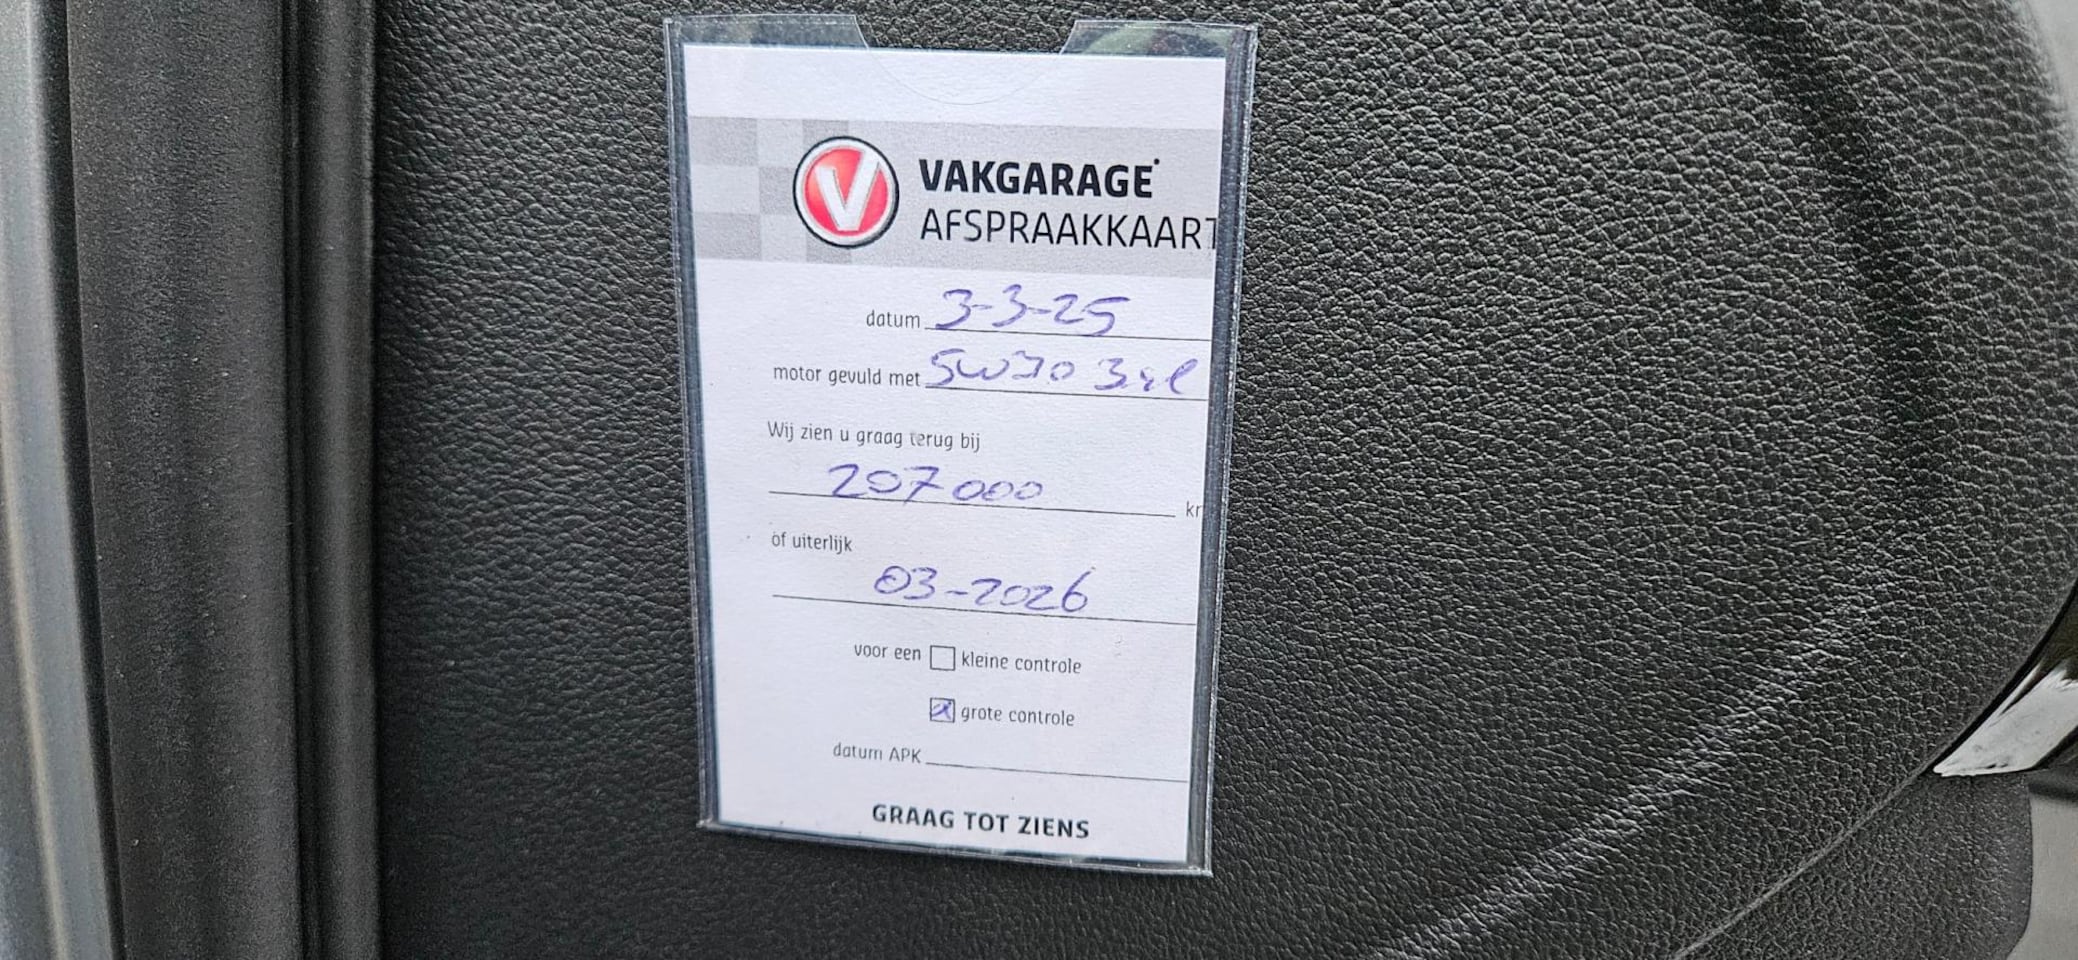 VAKGARAGE
AFSPRAAKKAART
datum 3-3-25
motor gevuld met 5W30 3.4l
Wij zien u graag terug bij
207000
of uiterlijk
03-2026
voor een kleine controle
grote controle
datum APK
GRAAG TOT ZIENS